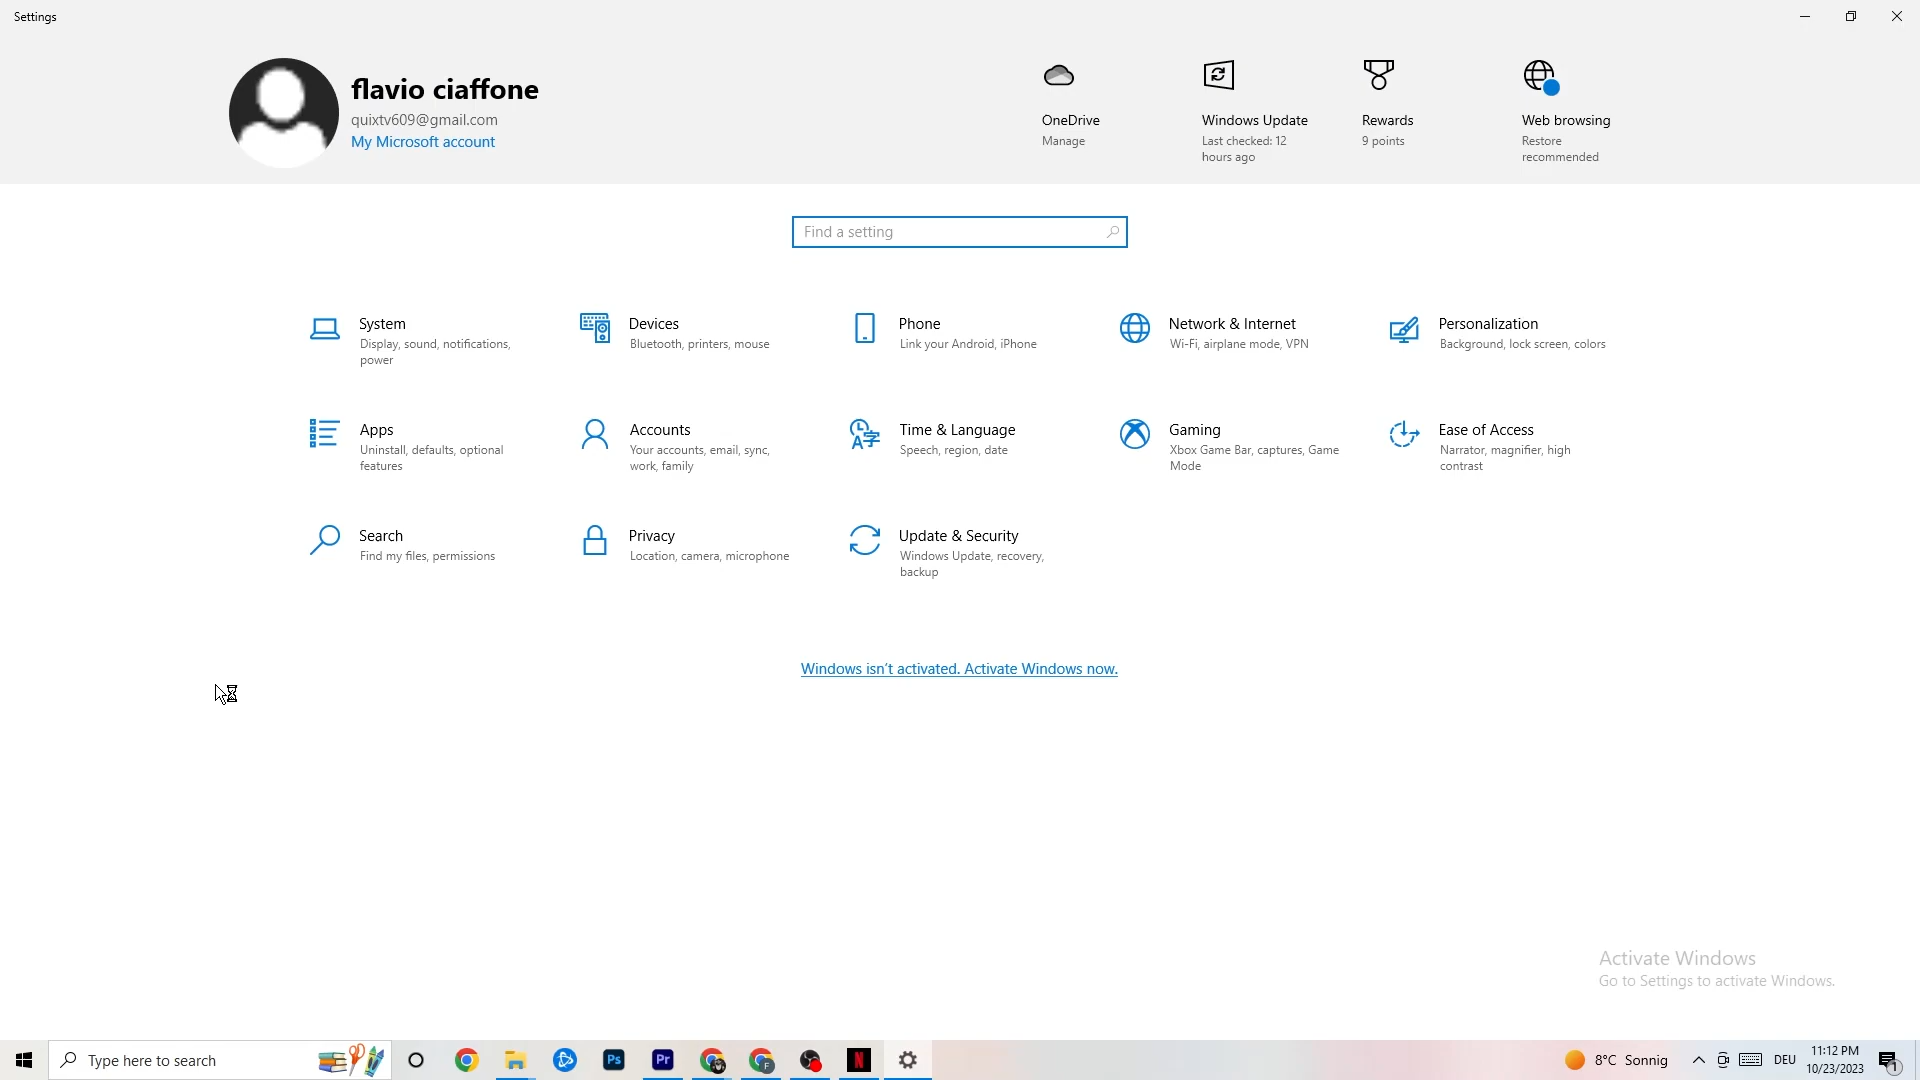 Settings
flavio ciaffone
quixtv609@gmail.com
My Microsoft account
OneDrive
Manage
Windows Update
Last checked: 12
hours ago
Rewards
9 points
Web browsing
Restore
recommended
Find a setting
System
Display, sound, notifications,
power
Devices
Bluetooth, printers, mouse
Phone
Link your Android, iPhone
Network & Internet
Wi-Fi, airplane mode, VPN
Personalization
Background, lock screen, colors
Apps
Uninstall, defaults, optional
features
Accounts
Your accounts, email, sync,
work, family
Time & Language
Speech, region, date
Gaming
Xbox Game Bar, captures, Game
Mode
Ease of Access
Narrator, magnifier, high
contrast
Search
Find my files, permissions
Privacy
Location, camera, microphone
Update & Security
Windows Update, recovery,
backup
Windows isn't activated. Activate Windows now.
Activate Windows
Go to Settings to activate Windows.
Type here to search
Ps
Pr
F
N
8°C Sonnig
DEU
11:12 PM
10/23/2023
1